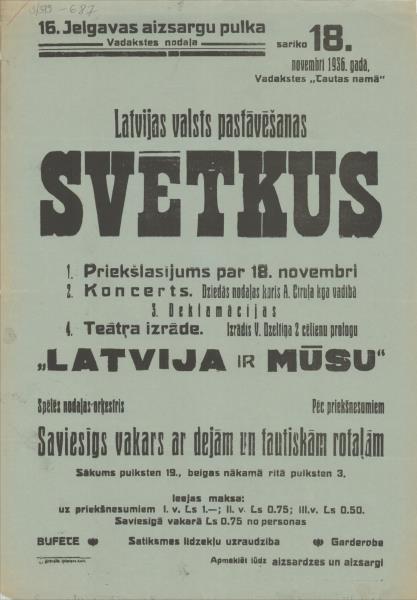 16. Jelgavas aizsargu pulka
Vadakstes nodaļa
sarīko 18.
novembrī 1936. gadā,
Vadakstes „Tautas namā“
Latvijas valsts pastāvēšanas
SVĒTKUS
1. Priekšlasījums par 18. novembri
2. Koncerts. Dziedās nodaļas koris A. Cīruļa kga vadībā
3. Deklamācijas
4. Teātŗa izrāde. Izrādīs V. Dzeltiņa 2 cēlienu prologu
„LATVIJA IR MŪSU“
Spēlēs nodaļas orķestris
Pēc priekšnesumiem
Saviesīgs vakars ar dejām un tautiskām rotaļām
Sākums pulksten 19., beigas nākamā rītā pulksten 3.
Ieejas maksa:
uz priekšnesumiem I. v. Ls 1.—; II. v. Ls 0.75; III. v. Ls 0.50.
Saviesīgā vakarā Ls 0.75 no personas
BUFETE Satiksmes līdzekļu uzraudzība Garderobe
Apmeklēt lūdz aizsardzes un aizsargi